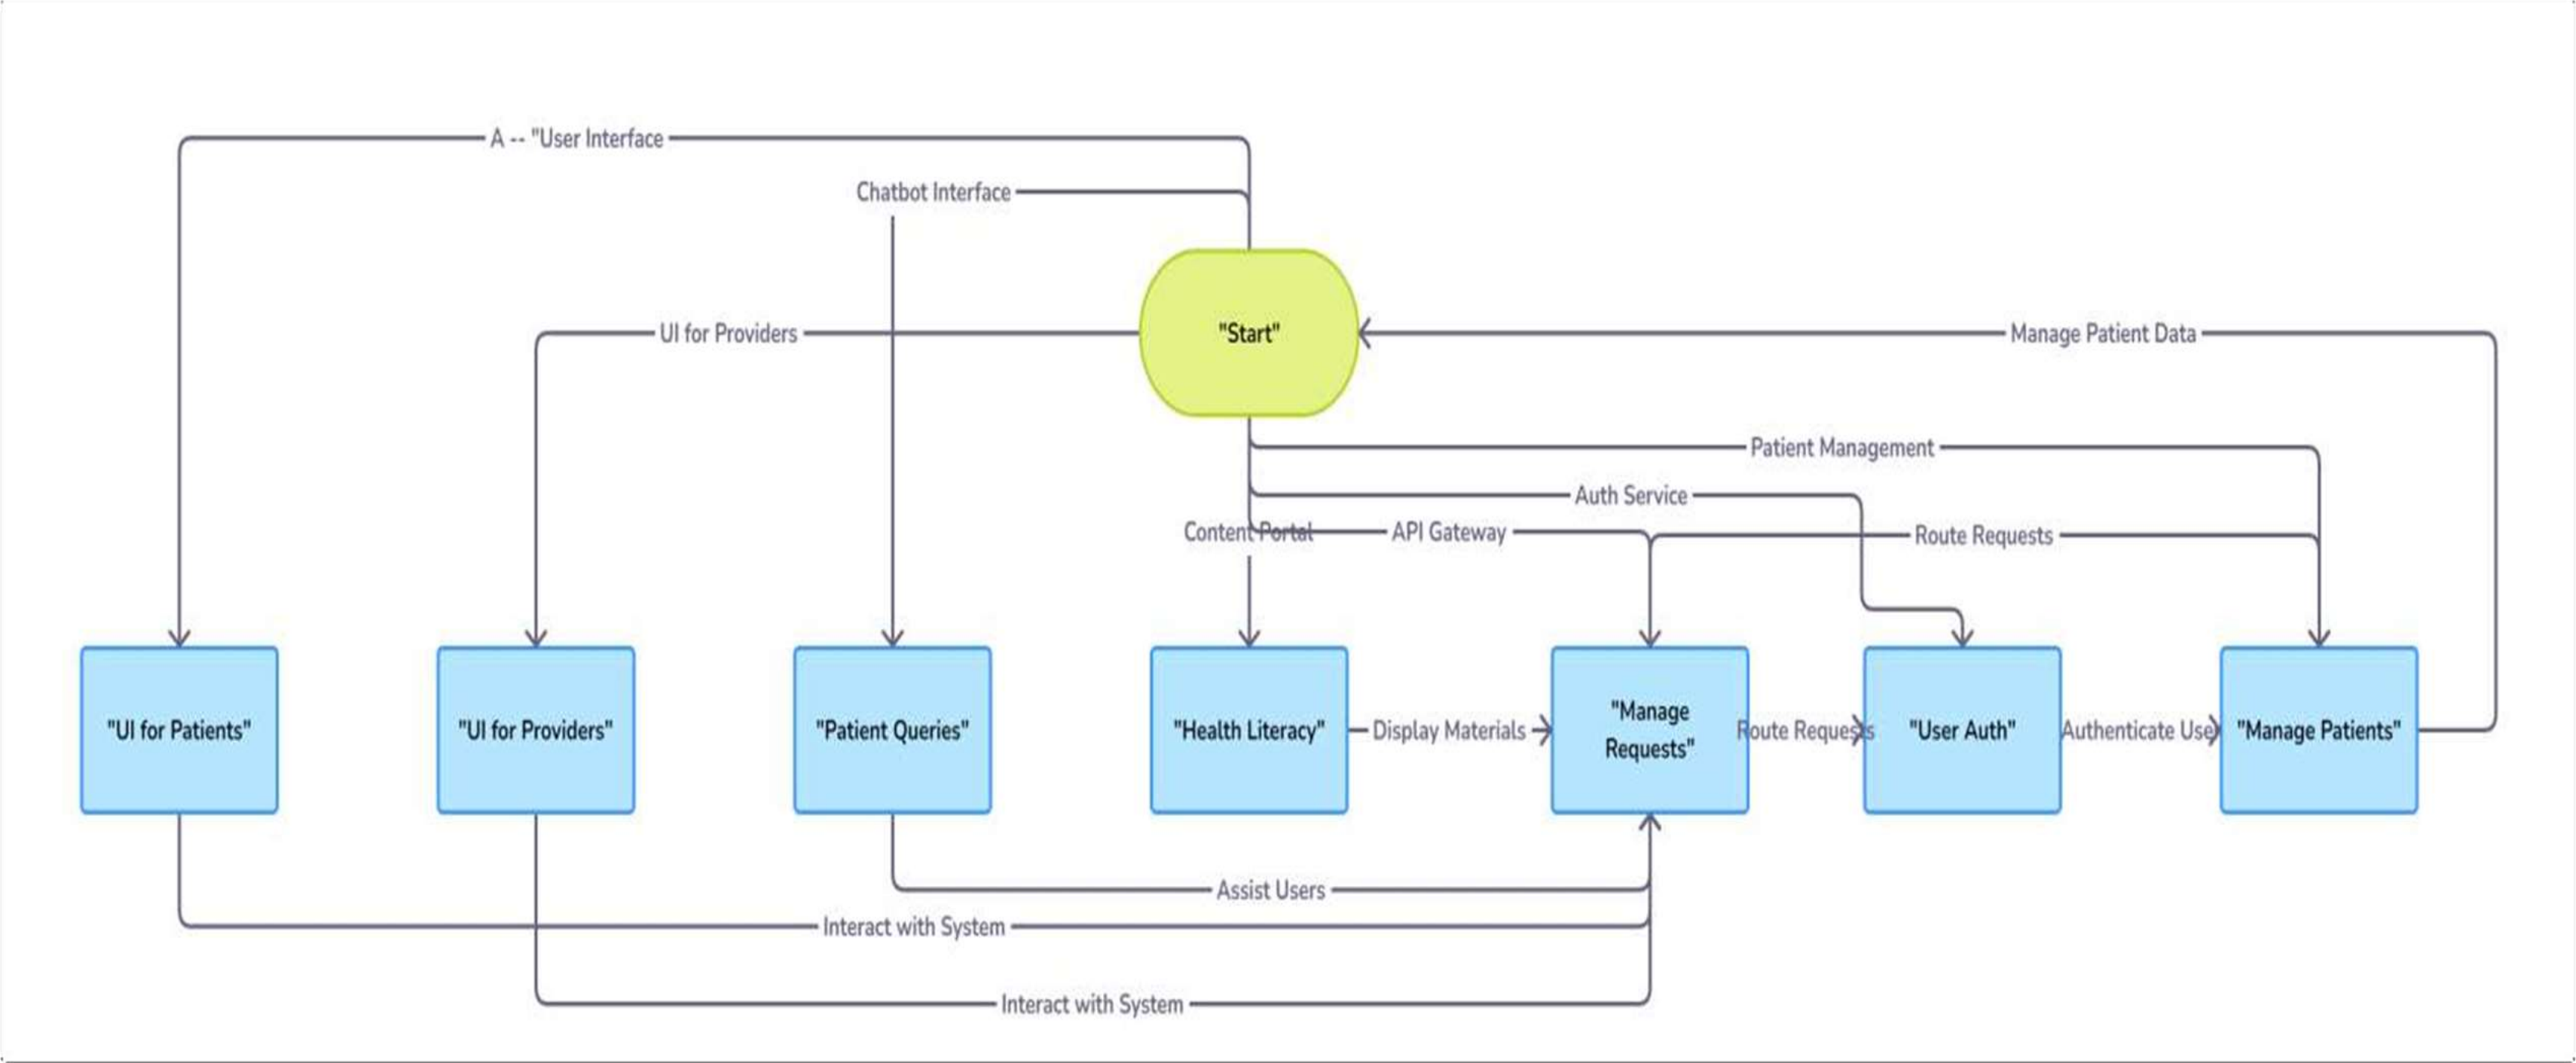 A -- "User Interface
Chatbot Interface
"Start"
UI for Providers
Manage Patient Data
Patient Management
Auth Service
Content Portal
API Gateway
Route Requests
"UI for Patients"
"UI for Providers"
"Patient Queries"
"Health Literacy"
Display Materials
"Manage
Requests"
Route Requests
"User Auth"
Authenticate Use
"Manage Patients"
Assist Users
Interact with System
Interact with System